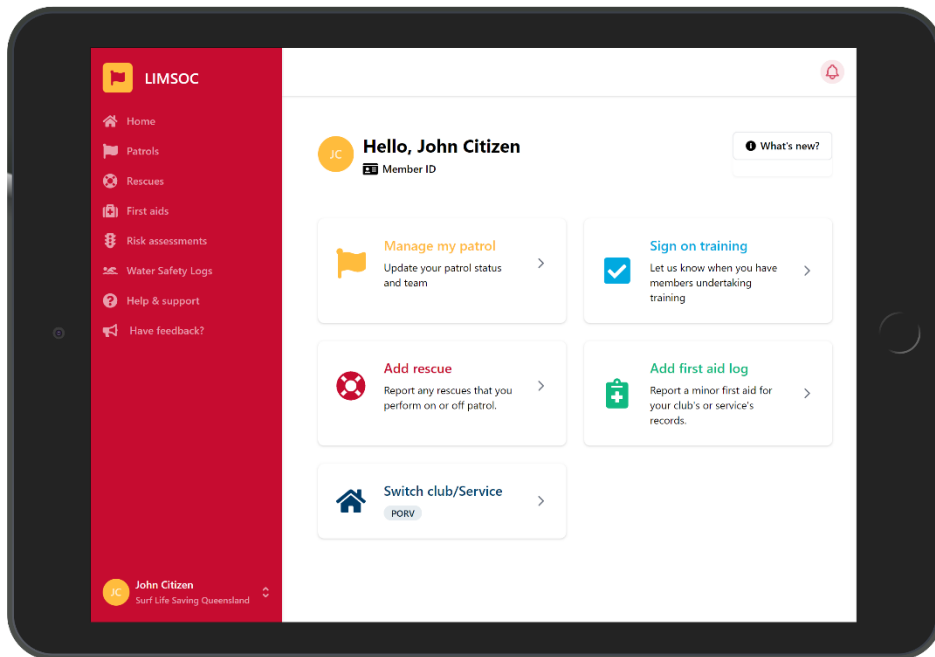 LIMSOC
Home
Patrols
Rescues
First aids
Risk assessments
Water Safety Logs
Help & support
Have feedback?
JC
John Citizen
Surf Life Saving Queensland
JC
Hello, John Citizen
Member ID
What's new?
Manage my patrol
Update your patrol status
and team
Sign on training
Let us know when you have
members undertaking
training
Add rescue
Report any rescues that you
perform on or off patrol.
Add first aid log
Report a minor first aid for
your club's or service's
records.
Switch club/Service
PORV